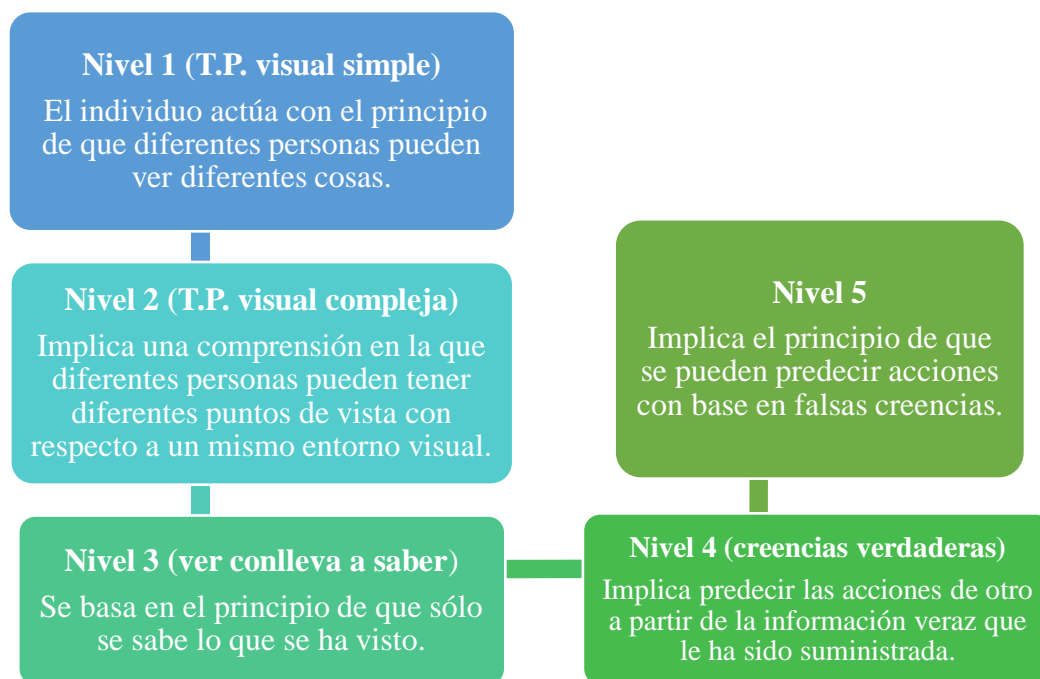 Nivel 1 (T.P. visual simple)
El individuo actúa con el principio
de que diferentes personas pueden
ver diferentes cosas.
Nivel 2 (T.P. visual compleja)
Implica una comprensión en la que
diferentes personas pueden tener
diferentes puntos de vista con
respecto a un mismo entorno visual.
Nivel 3 (ver conlleva a saber)
Se basa en el principio de que sólo
se sabe lo que se ha visto.
Nivel 4 (creencias verdaderas)
Implica predecir las acciones de otro
a partir de la información veraz que
le ha sido suministrada.
Nivel 5
Implica el principio de que
se pueden predecir acciones
con base en falsas creencias.